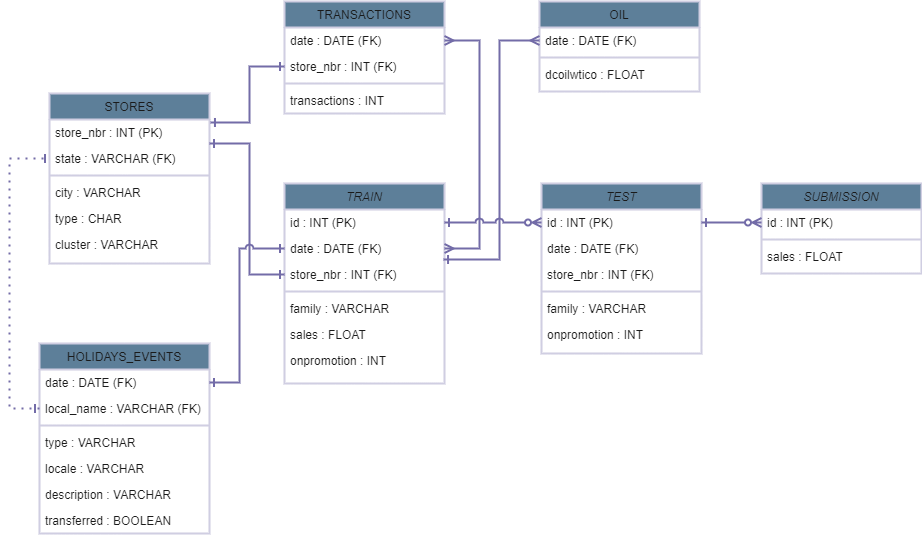 TRANSACTIONS
date : DATE (FK)
store_nbr : INT (FK)
transactions : INT
OIL
date : DATE (FK)
dcoilwtico : FLOAT
STORES
store_nbr : INT (PK)
state : VARCHAR (FK)
city : VARCHAR
type : CHAR
cluster : VARCHAR
TRAIN
id : INT (PK)
date : DATE (FK)
store_nbr : INT (FK)
family : VARCHAR
sales : FLOAT
onpromotion : INT
TEST
id : INT (PK)
date : DATE (FK)
store_nbr : INT (FK)
family : VARCHAR
onpromotion : INT
SUBMISSION
id : INT (PK)
sales : FLOAT
HOLIDAYS_EVENTS
date : DATE (FK)
local_name : VARCHAR (FK)
type : VARCHAR
locale : VARCHAR
description : VARCHAR
transferred : BOOLEAN